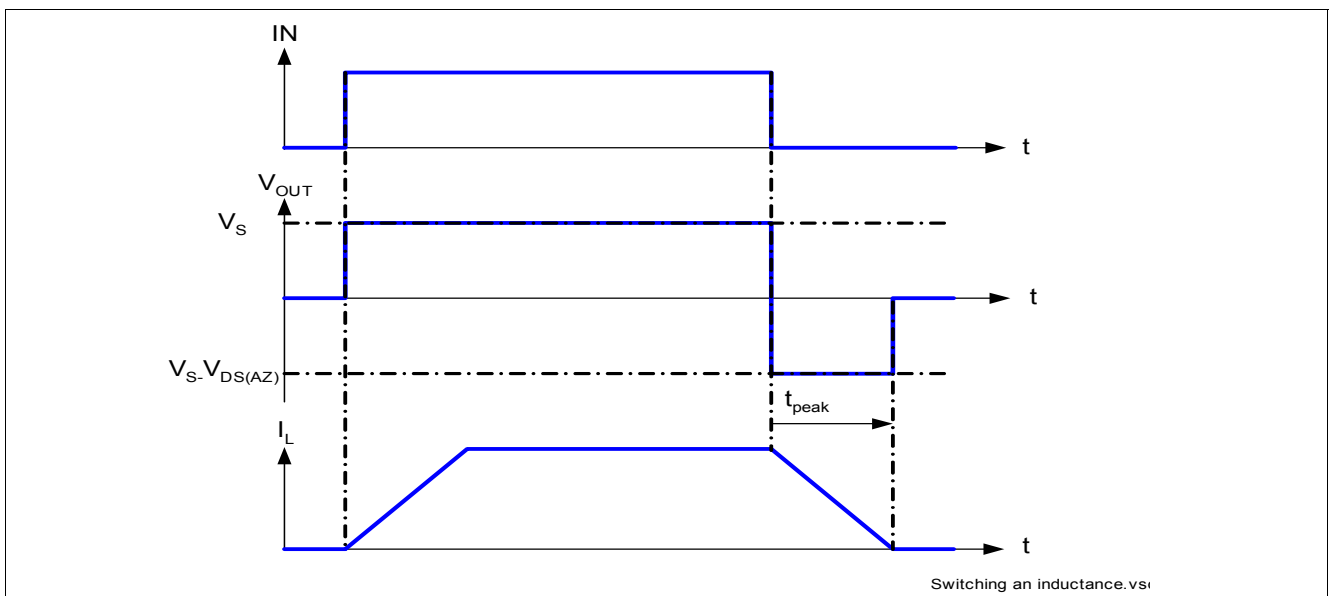 IN
t
VOUT
VS
t
VS-VDS(AZ)
tpeak
IL
t
Switching an inductance.vs